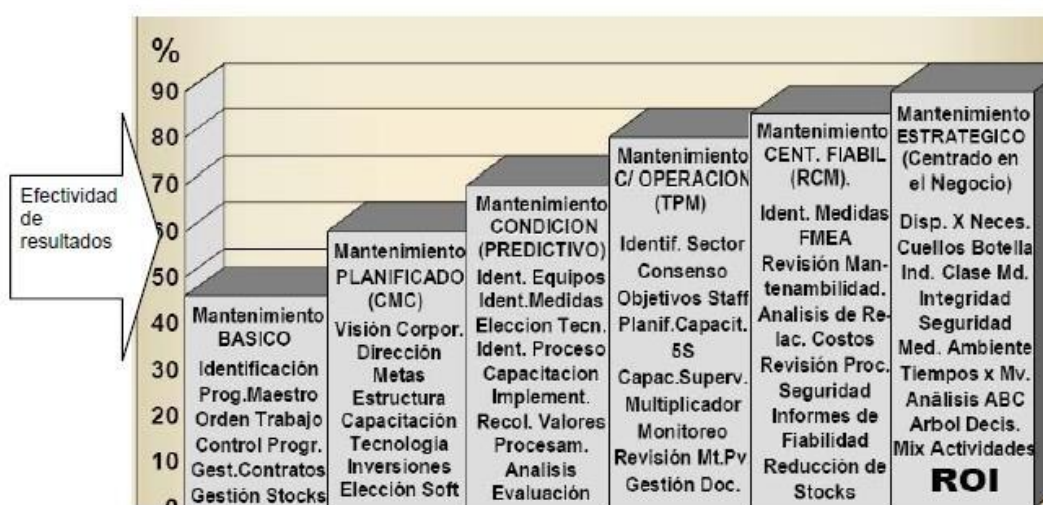 %
90
80
70
60
50
40
30
20
10
0
Efectividad
de
resultados
Mantenimiento
BASICO
Identificación
Prog.Maestro
Orden Trabajo
Control Progr.
Gest.Contratos
Gestión Stocks
Mantenimiento
PLANIFICADO
(CMC)
Visión Corpor.
Dirección
Metas
Estructura
Capacitación
Tecnología
Inversiones
Elección Soft
Mantenimiento
CONDICION
(PREDICTIVO)
Ident. Equipos
Ident.Medidas
Eleccion Tecn.
Ident. Proceso
Capacitacion
Implement.
Recol. Valores
Procesam.
Analisis
Evaluación
Mantenimiento
C/ OPERACION
(TPM)
Identif. Sector
Consenso
Objetivos Staff
Planif.Capacit.
5S
Capac.Superv.
Multiplicador
Monitoreo
Revisión Mt.Pv
Gestión Doc.
Mantenimiento
CENT. FIABIL
(RCM).
Ident. Medidas
FMEA
Revisión Man-
tenambilidad.
Analisis de Re-
lac. Costos
Revisión Proc.
Seguridad
Informes de
Fiabilidad
Reducción de
Stocks
Mantenimiento
ESTRATEGICO
(Centrado en
el Negocio)
Disp. X Neces.
Cuellos Botella
Ind. Clase Md.
Integridad
Seguridad
Med. Ambiente
Tiempos x Mv.
Análisis ABC
Arbol Decis.
Mix Actividades
ROI